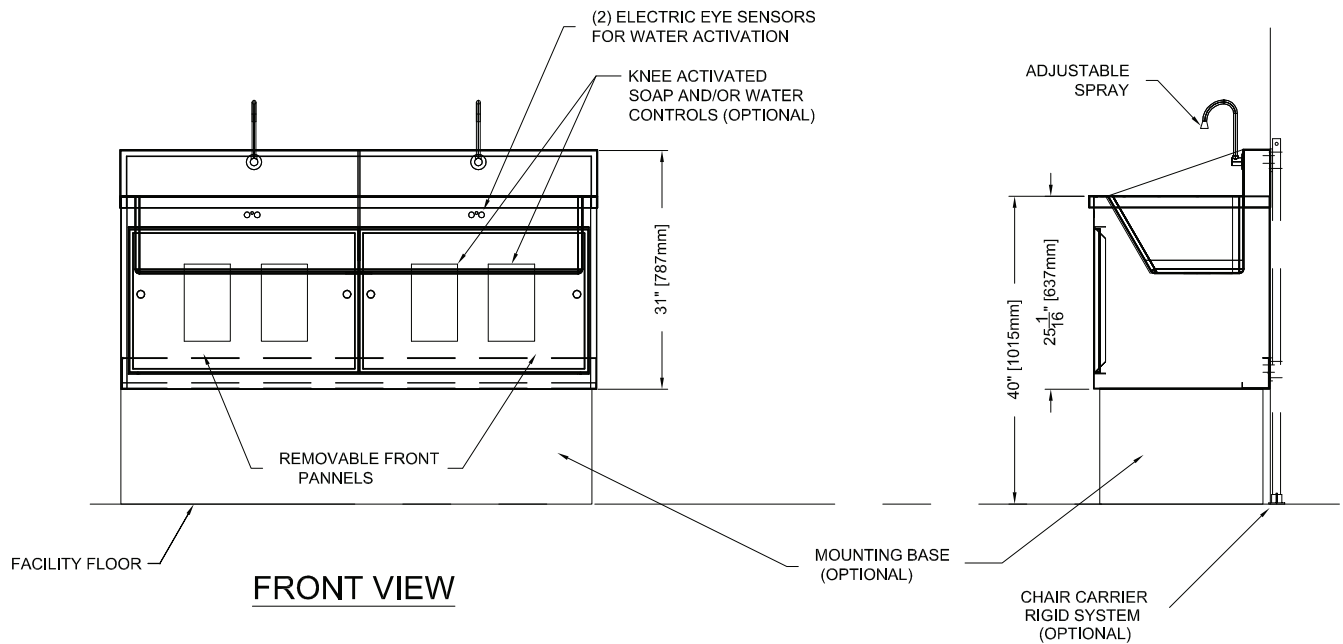 (2) ELECTRIC EYE SENSORS
FOR WATER ACTIVATION
KNEE ACTIVATED
SOAP AND/OR WATER
CONTROLS (OPTIONAL)
ADJUSTABLE
SPRAY
31" [787mm]
40" [1015mm]
25 1/16" [637mm]
REMOVABLE FRONT
PANNELS
FACILITY FLOOR
FRONT VIEW
MOUNTING BASE
(OPTIONAL)
CHAIR CARRIER
RIGID SYSTEM
(OPTIONAL)